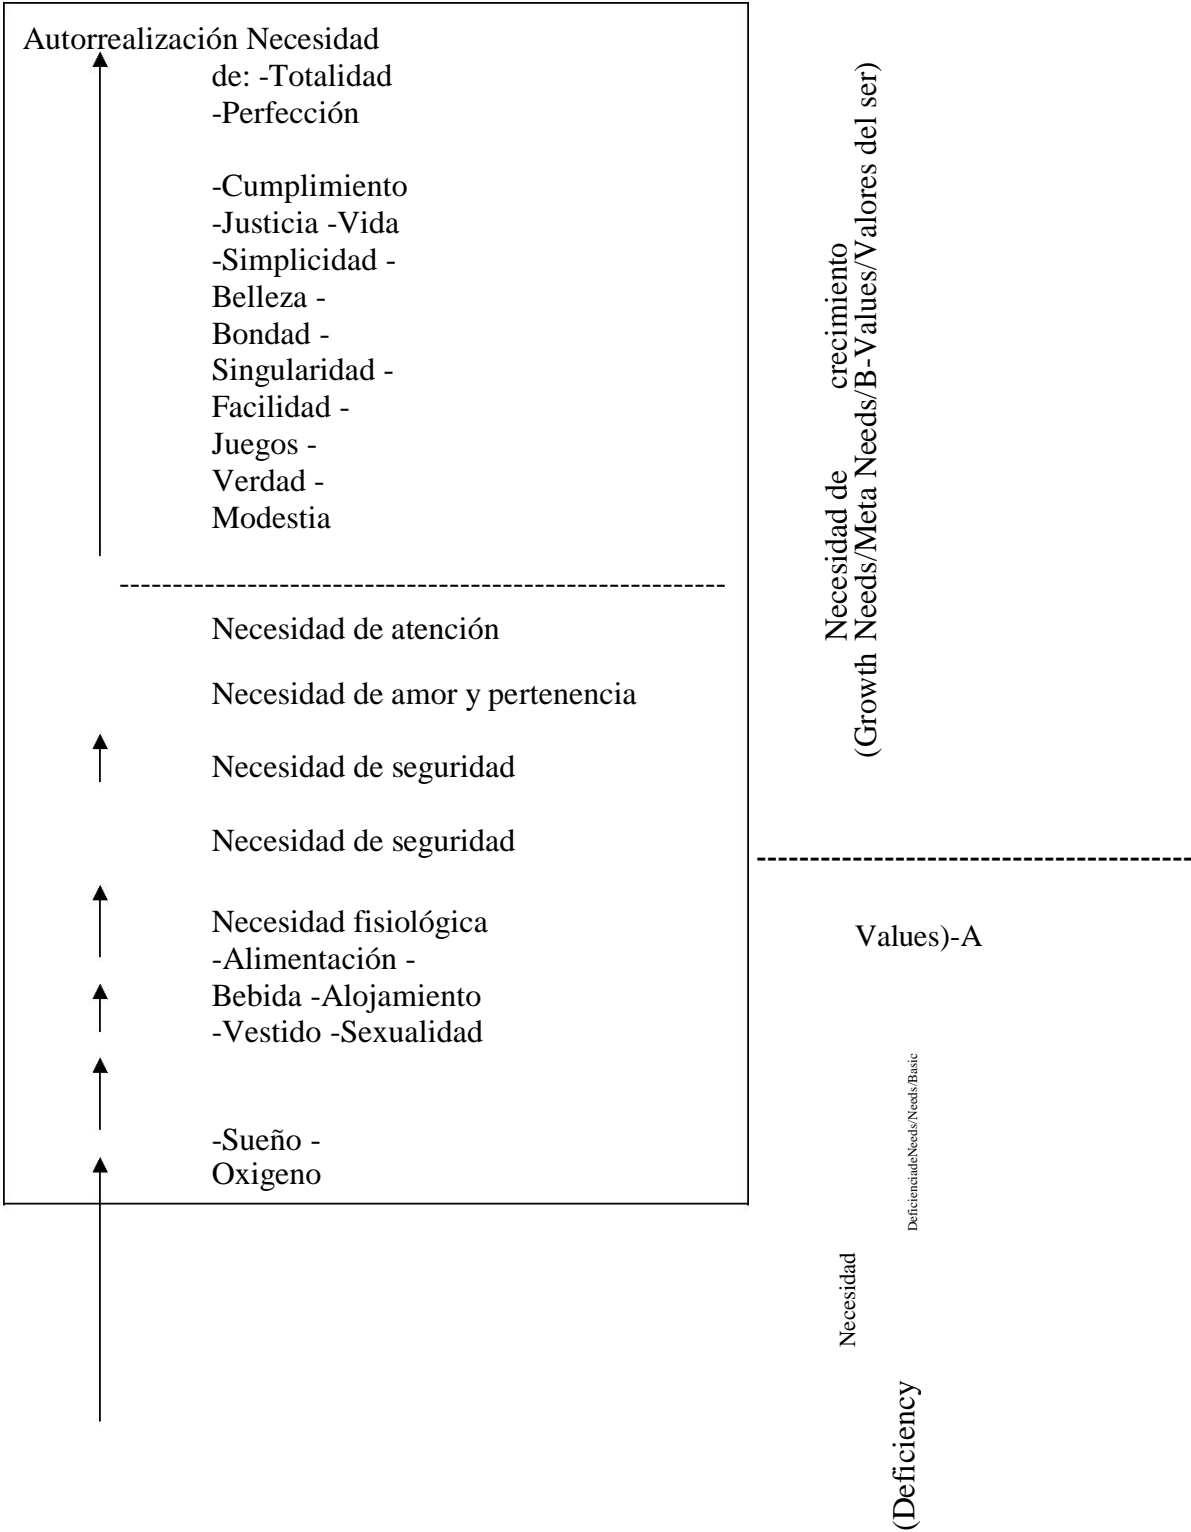 Autorrealización Necesidad
de: -Totalidad
-Perfección
-Cumplimiento
-Justicia -Vida
-Simplicidad -
Belleza -
Bondad -
Singularidad -
Facilidad -
Juegos -
Verdad -
Modestia
Necesidad de atención
Necesidad de amor y pertenencia
Necesidad de seguridad
Necesidad de seguridad
Necesidad fisiológica
-Alimentación -
Bebida -Alojamiento
-Vestido -Sexualidad
-Sueño -
Oxigeno
Necesidad de crecimiento
(Growth Needs/Meta Needs/B-Values/Valores del ser)
Values)-A
DeficienciadeNeeds/Needs/Basic
Necesidad
(Deficiency